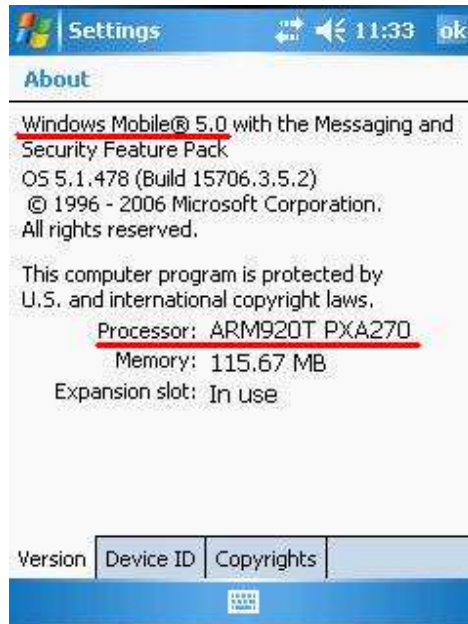 Settings 11:33 ok
About
Windows Mobile® 5.0 with the Messaging and
Security Feature Pack
OS 5.1.478 (Build 15706.3.5.2)
© 1996 - 2006 Microsoft Corporation.
All rights reserved.
This computer program is protected by
U.S. and international copyright laws.
Processor: ARM920T PXA270
Memory: 115.67 MB
Expansion slot: In use
Version Device ID Copyrights